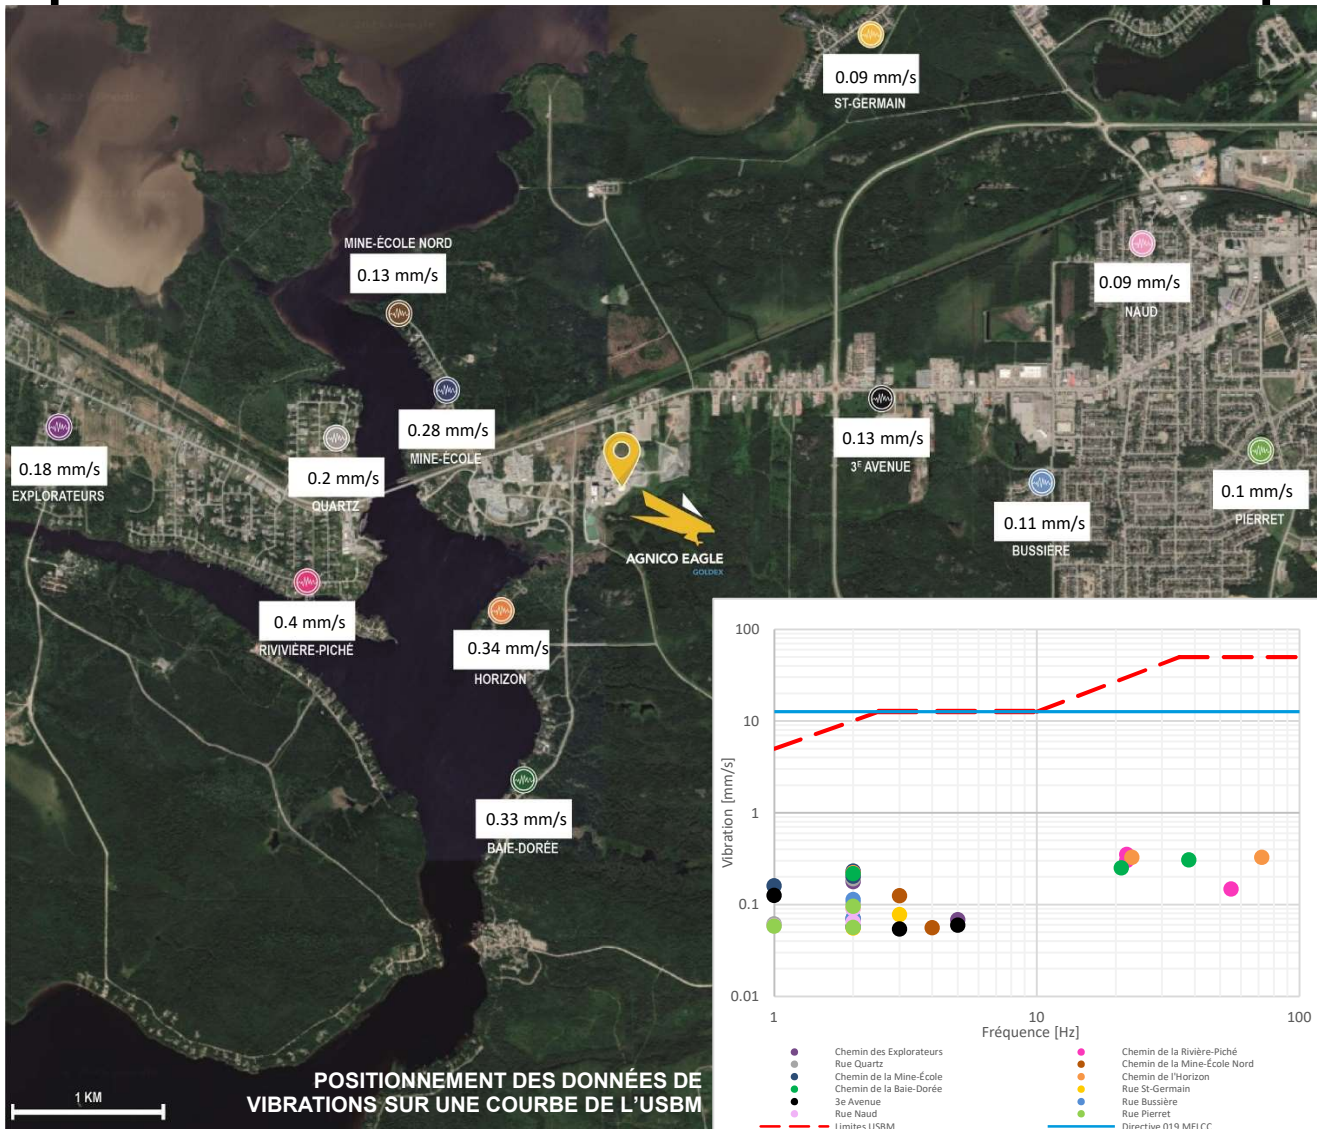 0.09 mm/s
ST-GERMAIN
MINE-ÉCOLE NORD
0.13 mm/s
0.09 mm/s
NAUD
0.28 mm/s
MINE-ÉCOLE
0.18 mm/s
EXPLORATEURS
0.2 mm/s
QUARTZ
0.13 mm/s
3E AVENUE
0.11 mm/s
BUSSIÈRE
0.1 mm/s
PIERRET
AGNICO EAGLE
GOLDEX
0.4 mm/s
RIVIVIÈRE-PICHÉ
0.34 mm/s
HORIZON
0.33 mm/s
BAIE-DORÉE
1 KM
POSITIONNEMENT DES DONNÉES DE
VIBRATIONS SUR UNE COURBE DE L'USBM
100
10
1
0.1
0.01
Vibration [mm/s]
1 10 100
Fréquence [Hz]
Chemin des Explorateurs
Chemin de la Rivière-Piché
Rue Quartz
Chemin de la Mine-École Nord
Chemin de la Mine-École
Chemin de l'Horizon
Chemin de la Baie-Dorée
Rue St-Germain
3e Avenue
Rue Bussière
Rue Naud
Rue Pierret
Limites USBM
Directive 019 MELCC